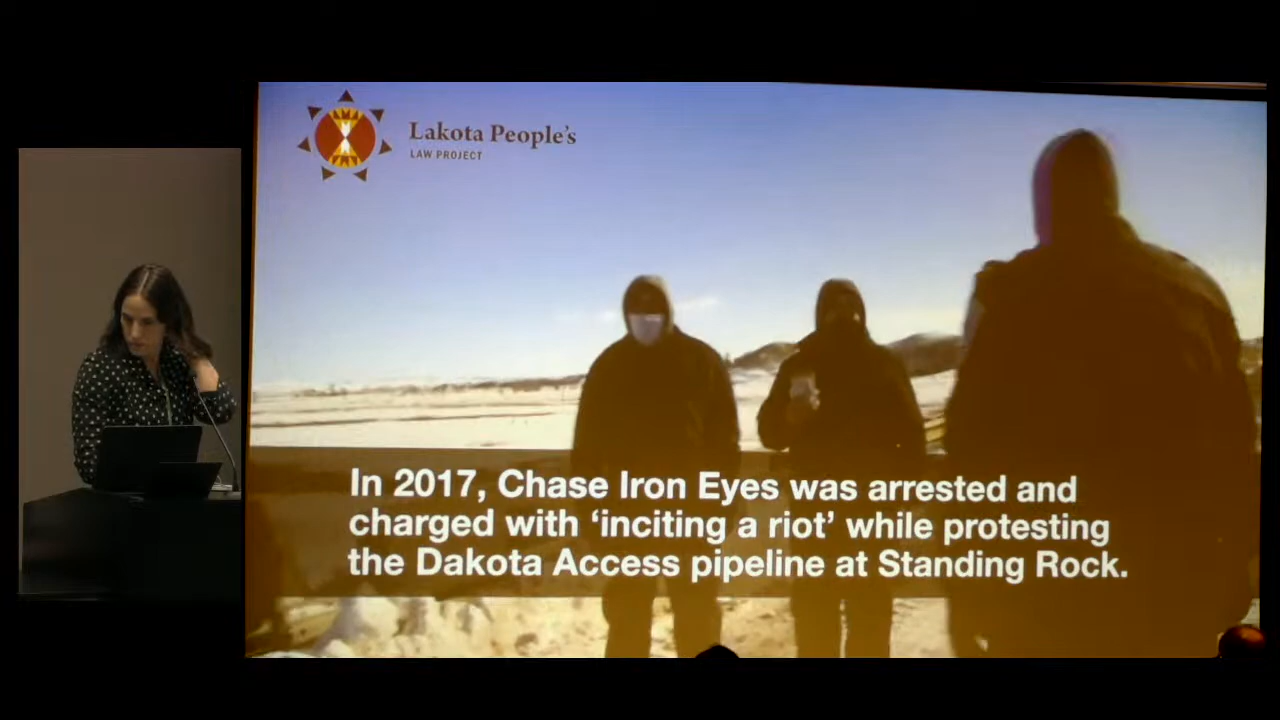 Lakota People's
LAW PROJECT
In 2017, Chase Iron Eyes was arrested and
charged with ‘inciting a riot’ while protesting
the Dakota Access pipeline at Standing Rock.